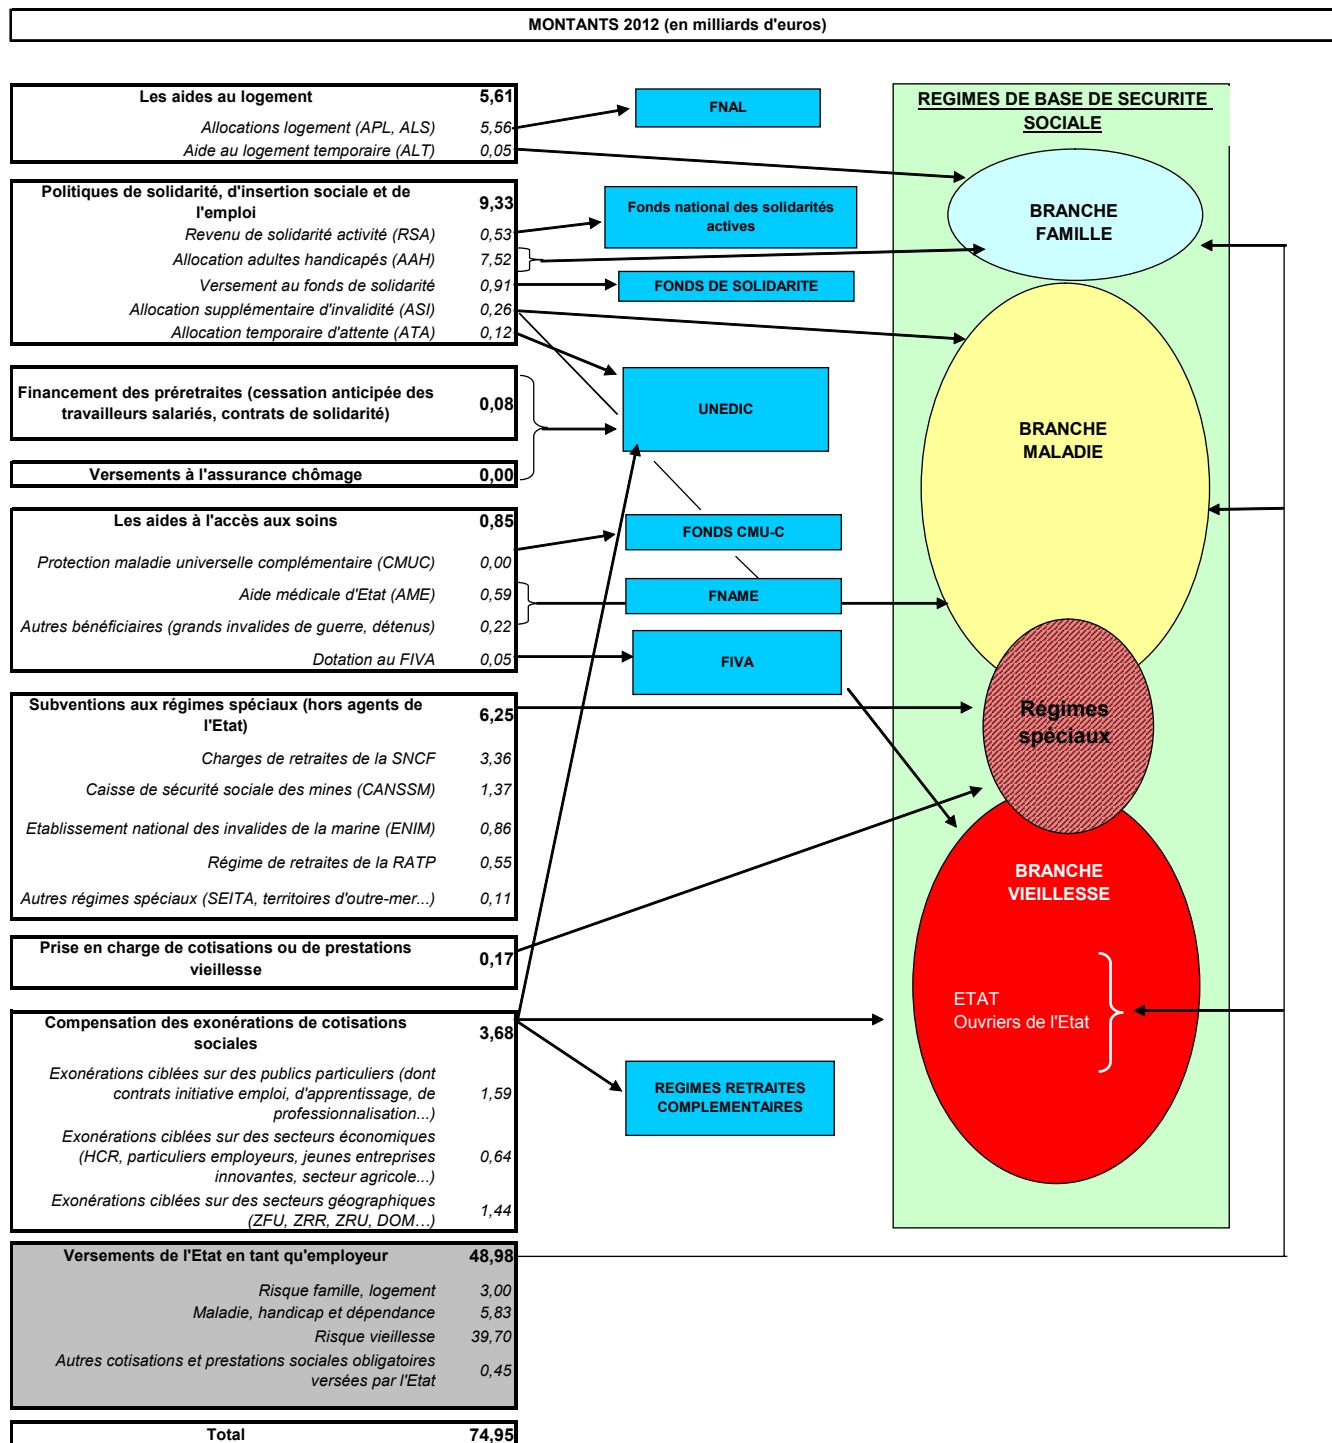 MONTANTS 2012 (en milliards d'euros)
Les aides au logement 5,61
Allocations logement (APL, ALS) 5,56
Aide au logement temporaire (ALT) 0,05
Politiques de solidarité, d'insertion sociale et de
l'emploi 9,33
Revenu de solidarité activité (RSA) 0,53
Allocation adultes handicapés (AAH) 7,52
Versement au fonds de solidarité 0,91
Allocation supplémentaire d'invalidité (ASI) 0,26
Allocation temporaire d'attente (ATA) 0,12
Financement des préretraites (cessation anticipée des
travailleurs salariés, contrats de solidarité) 0,08
Versements à l'assurance chômage 0,00
Les aides à l'accès aux soins 0,85
Protection maladie universelle complémentaire (CMUC) 0,00
Aide médicale d'Etat (AME) 0,59
Autres bénéficiaires (grands invalides de guerre, détenus) 0,22
Dotation au FIVA 0,05
Subventions aux régimes spéciaux (hors agents de
l'Etat) 6,25
Charges de retraites de la SNCF 3,36
Caisse de sécurité sociale des mines (CANSSM) 1,37
Etablissement national des invalides de la marine (ENIM) 0,86
Régime de retraites de la RATP 0,55
Autres régimes spéciaux (SEITA, territoires d'outre-mer...) 0,11
Prise en charge de cotisations ou de prestations
vieillesse 0,17
Compensation des exonérations de cotisations
sociales 3,68
Exonérations ciblées sur des publics particuliers (dont
contrats initiative emploi, d'apprentissage, de 1,59
professionnalisation...)
Exonérations ciblées sur des secteurs économiques
(HCR, particuliers employeurs, jeunes entreprises 0,64
innovantes, secteur agricole...)
Exonérations ciblées sur des secteurs géographiques
(ZFU, ZRR, ZRU, DOM…) 1,44
Versements de l'Etat en tant qu'employeur 48,98
Risque famille, logement 3,00
Maladie, handicap et dépendance 5,83
Risque vieillesse 39,70
Autres cotisations et prestations sociales obligatoires
versées par l'Etat 0,45
Total 74,95
FNAL
Fonds national des solidarités
actives
FONDS DE SOLIDARITE
UNEDIC
FONDS CMU-C
FNAME
FIVA
REGIMES RETRAITES
COMPLEMENTAIRES
REGIMES DE BASE DE SECURITE
SOCIALE
BRANCHE
FAMILLE
BRANCHE
MALADIE
Régimes
spéciaux
BRANCHE
VIEILLESSE
ETAT
Ouvriers de l'Etat